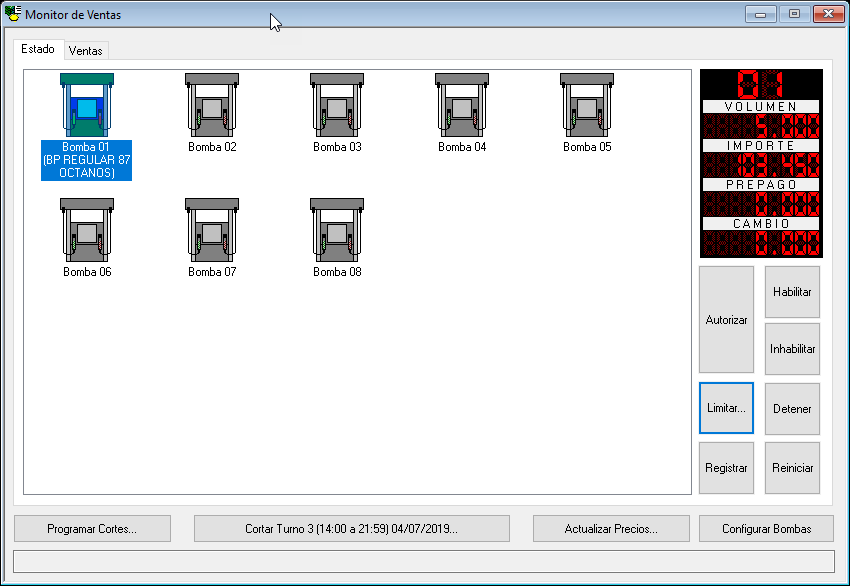 Monitor de Ventas
Estado
Ventas
Bomba 01
(BP REGULAR 87
OCTANOS)
Bomba 02
Bomba 03
Bomba 04
Bomba 05
Bomba 06
Bomba 07
Bomba 08
01
VOLUMEN
5.000
IMPORTE
103.450
PREPAGO
0.000
CAMBIO
0.000
Autorizar
Habilitar
Inhabilitar
Limitar...
Detener
Registrar
Reiniciar
Programar Cortes...
Cortar Turno 3 (14:00 a 21:59) 04/07/2019...
Actualizar Precios...
Configurar Bombas